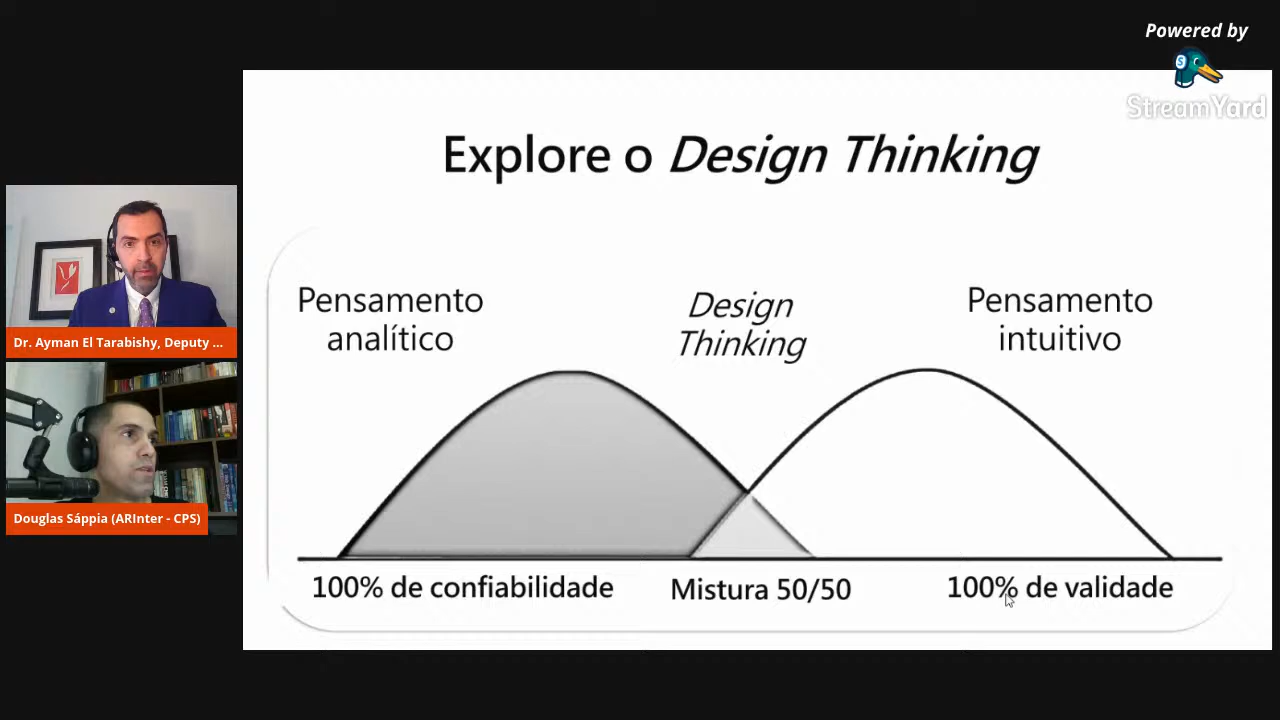 Powered by
StreamYard
Explore o Design Thinking
Pensamento
analítico
Design
Thinking
Pensamento
intuitivo
100% de confiabilidade
Mistura 50/50
100% de validade
Dr. Ayman El Tarabishy, Deputy ...
Douglas Sáppia (ARInter - CPS)